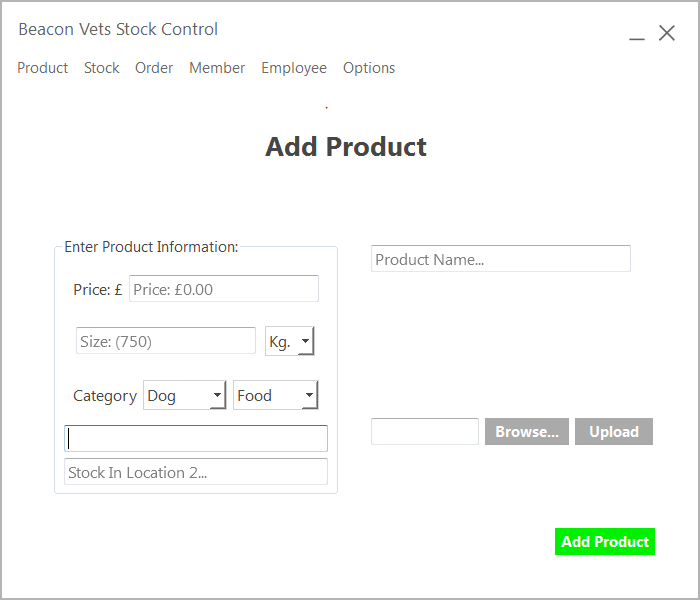 Beacon Vets Stock Control
Product Stock Order Member Employee Options
Add Product
Enter Product Information:
Price: £ Price: £0.00
Product Name...
Size: (750) Kg.
Category Dog Food
Browse... Upload
Stock In Location 2...
Add Product